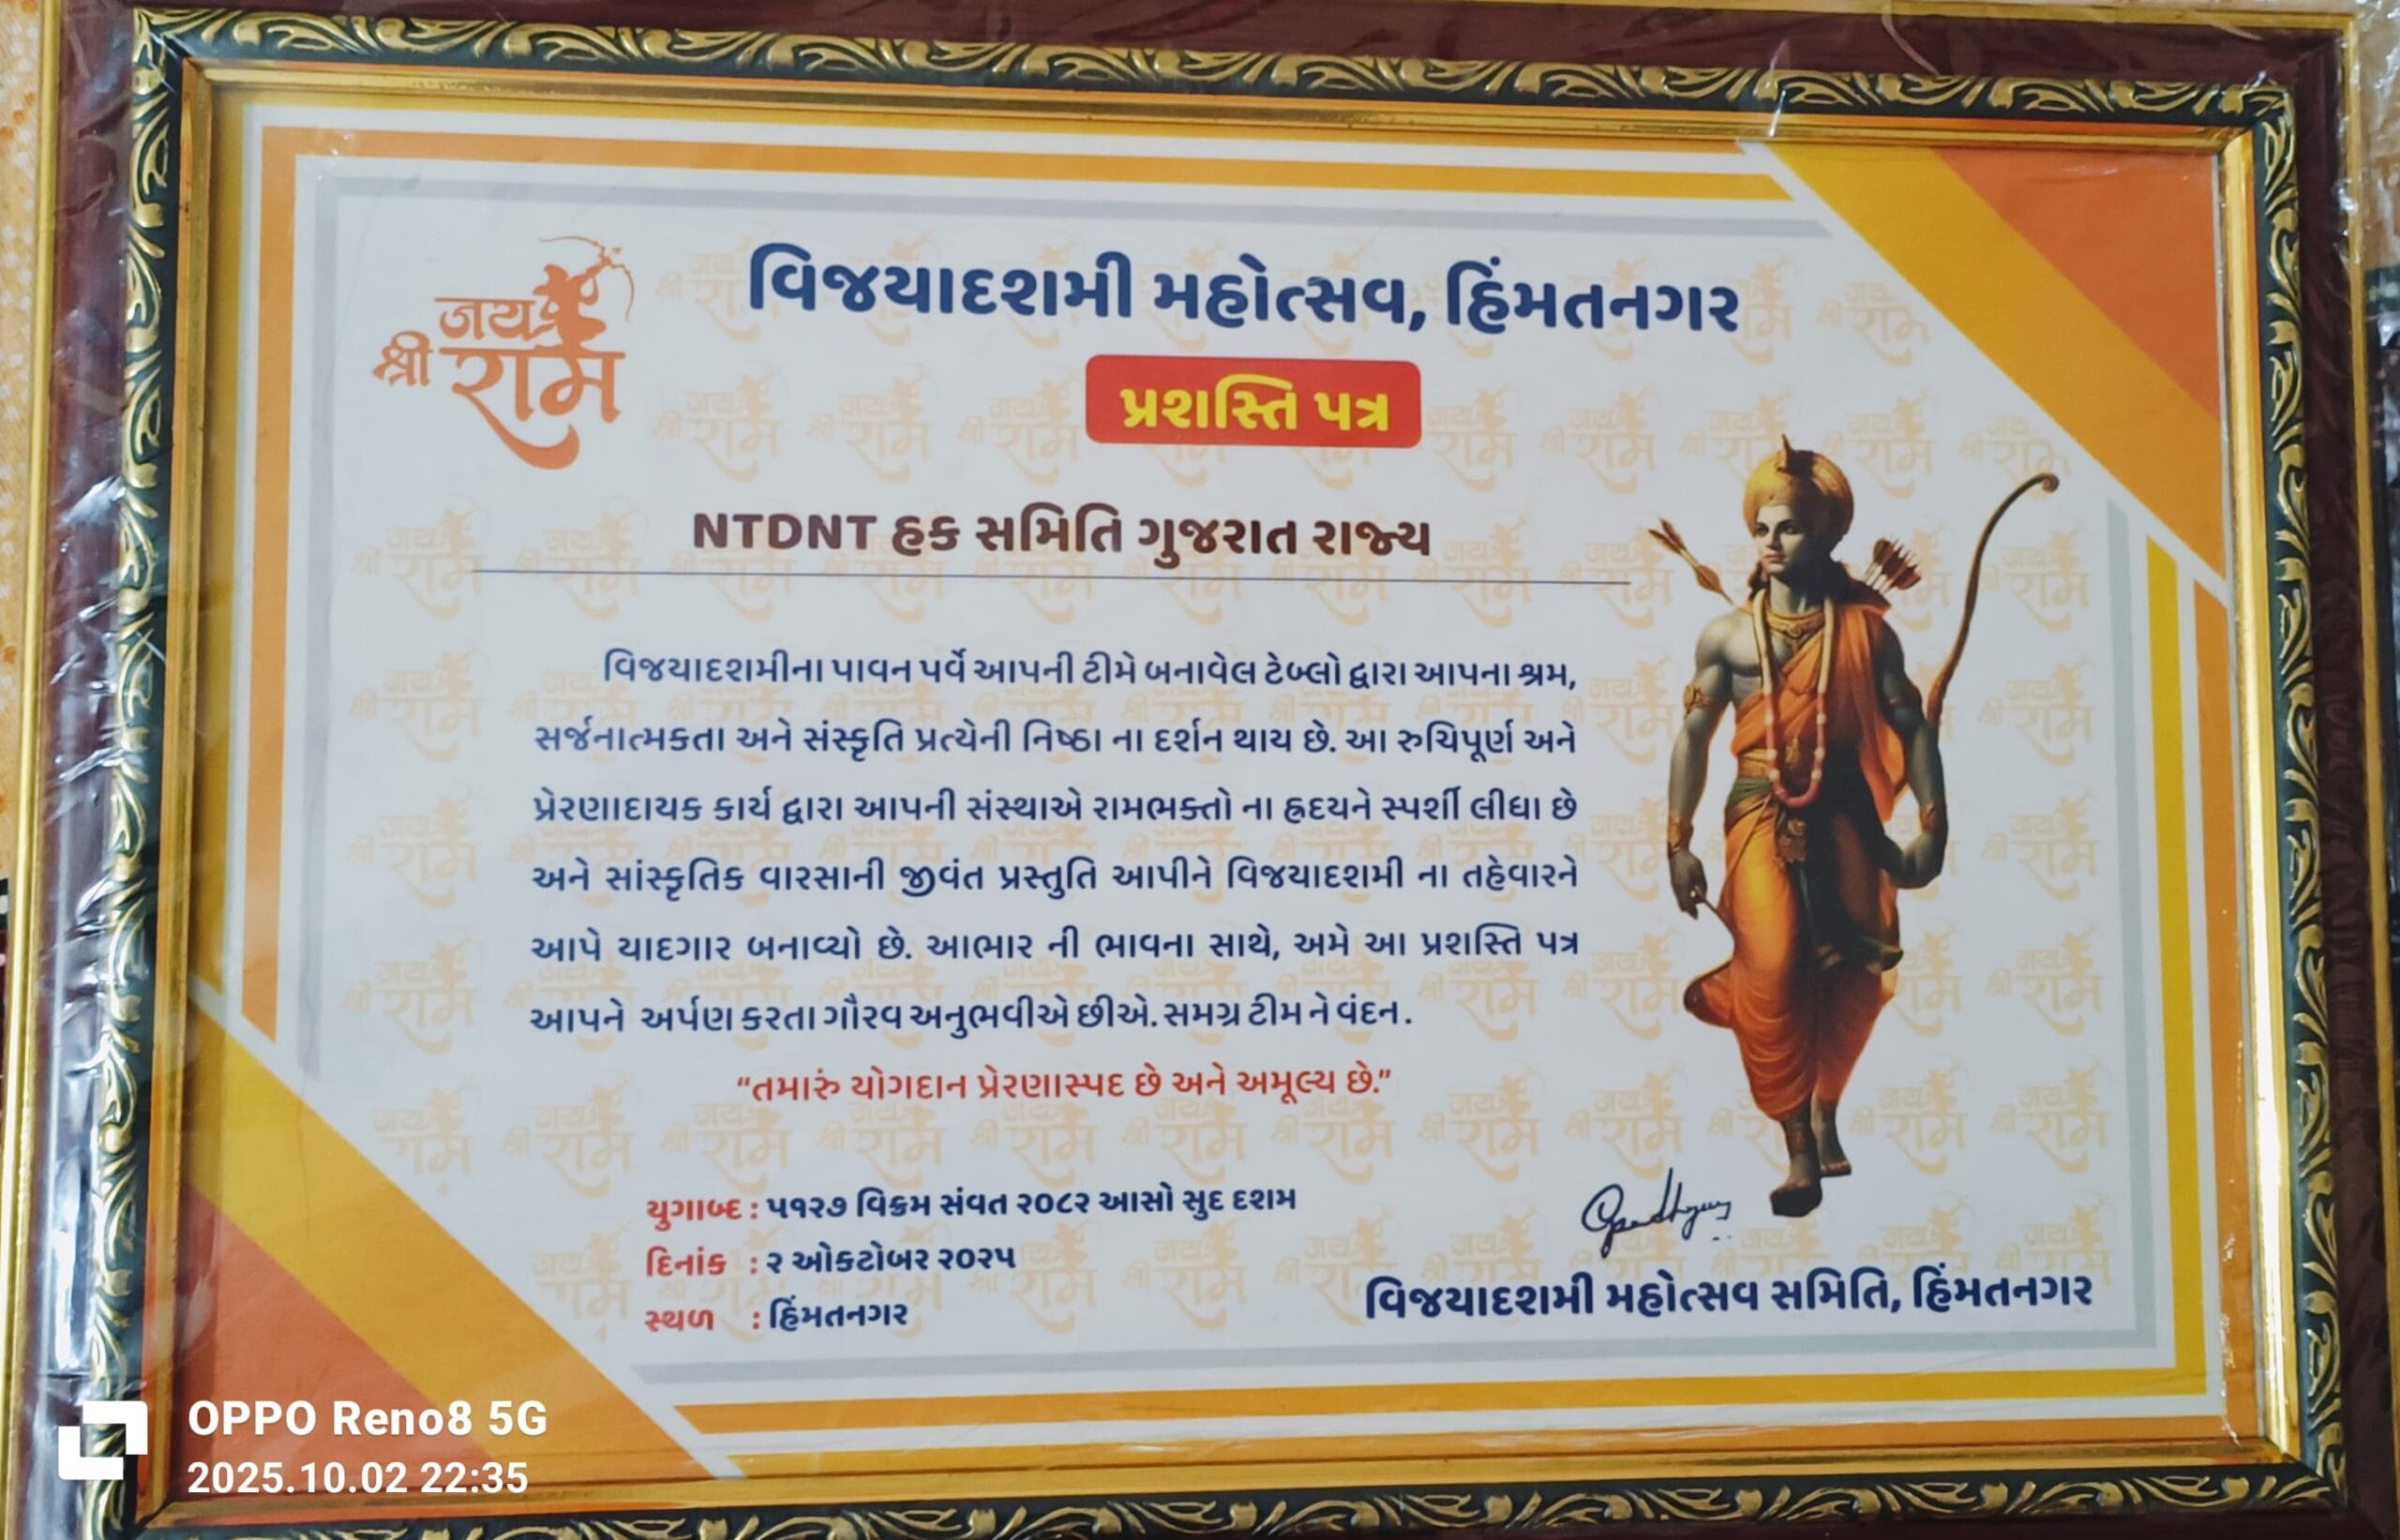 जय
श्री राम
વિજયાદશમી મહોત્સવ, હિંમતનગર
પ્રશસ્તિ પત્ર
NTDNT હક સમિતિ ગુજરાત રાજ્ય
વિજયાદશમીના પાવન પર્વે આપની ટીમે બનાવેલ ટેબ્લો દ્વારા આપના શ્રમ,
સર્જનાત્મકતા અને સંસ્કૃતિ પ્રત્યેની નિષ્ઠા ના દર્શન થાય છે. આ રુચિપૂર્ણ અને
પ્રેરણાદાયક કાર્ય દ્વારા આપની સંસ્થાએ રામભક્તો ના હ્રદયને સ્પર્શી લીધા છે
અને સાંસ્કૃતિક વારસાની જીવંત પ્રસ્તુતિ આપીને વિજયાદશમી ના તહેવારને
આપે યાદગાર બનાવ્યો છે. આભાર ની ભાવના સાથે, અમે આ પ્રશસ્તિ પત્ર
આપને અર્પણ કરતા ગૌરવ અનુભવીએ છીએ. સમગ્ર ટીમ ને વંદન.
“તમારું યોગદાન પ્રેરણાસ્પદ છે અને અમૂલ્ય છે.”
યુગાબ્દ : ૫૧૨૭ વિક્રમ સંવત ૨૦૮૨ આસો સુદ દશમ
દિનાંક : ૨ ઓક્ટોબર ૨૦૨૫
સ્થળ : હિંમતનગર
વિજયાદશમી મહોત્સવ સમિતિ, હિંમતનગર
OPPO Reno8 5G
2025.10.02 22:35